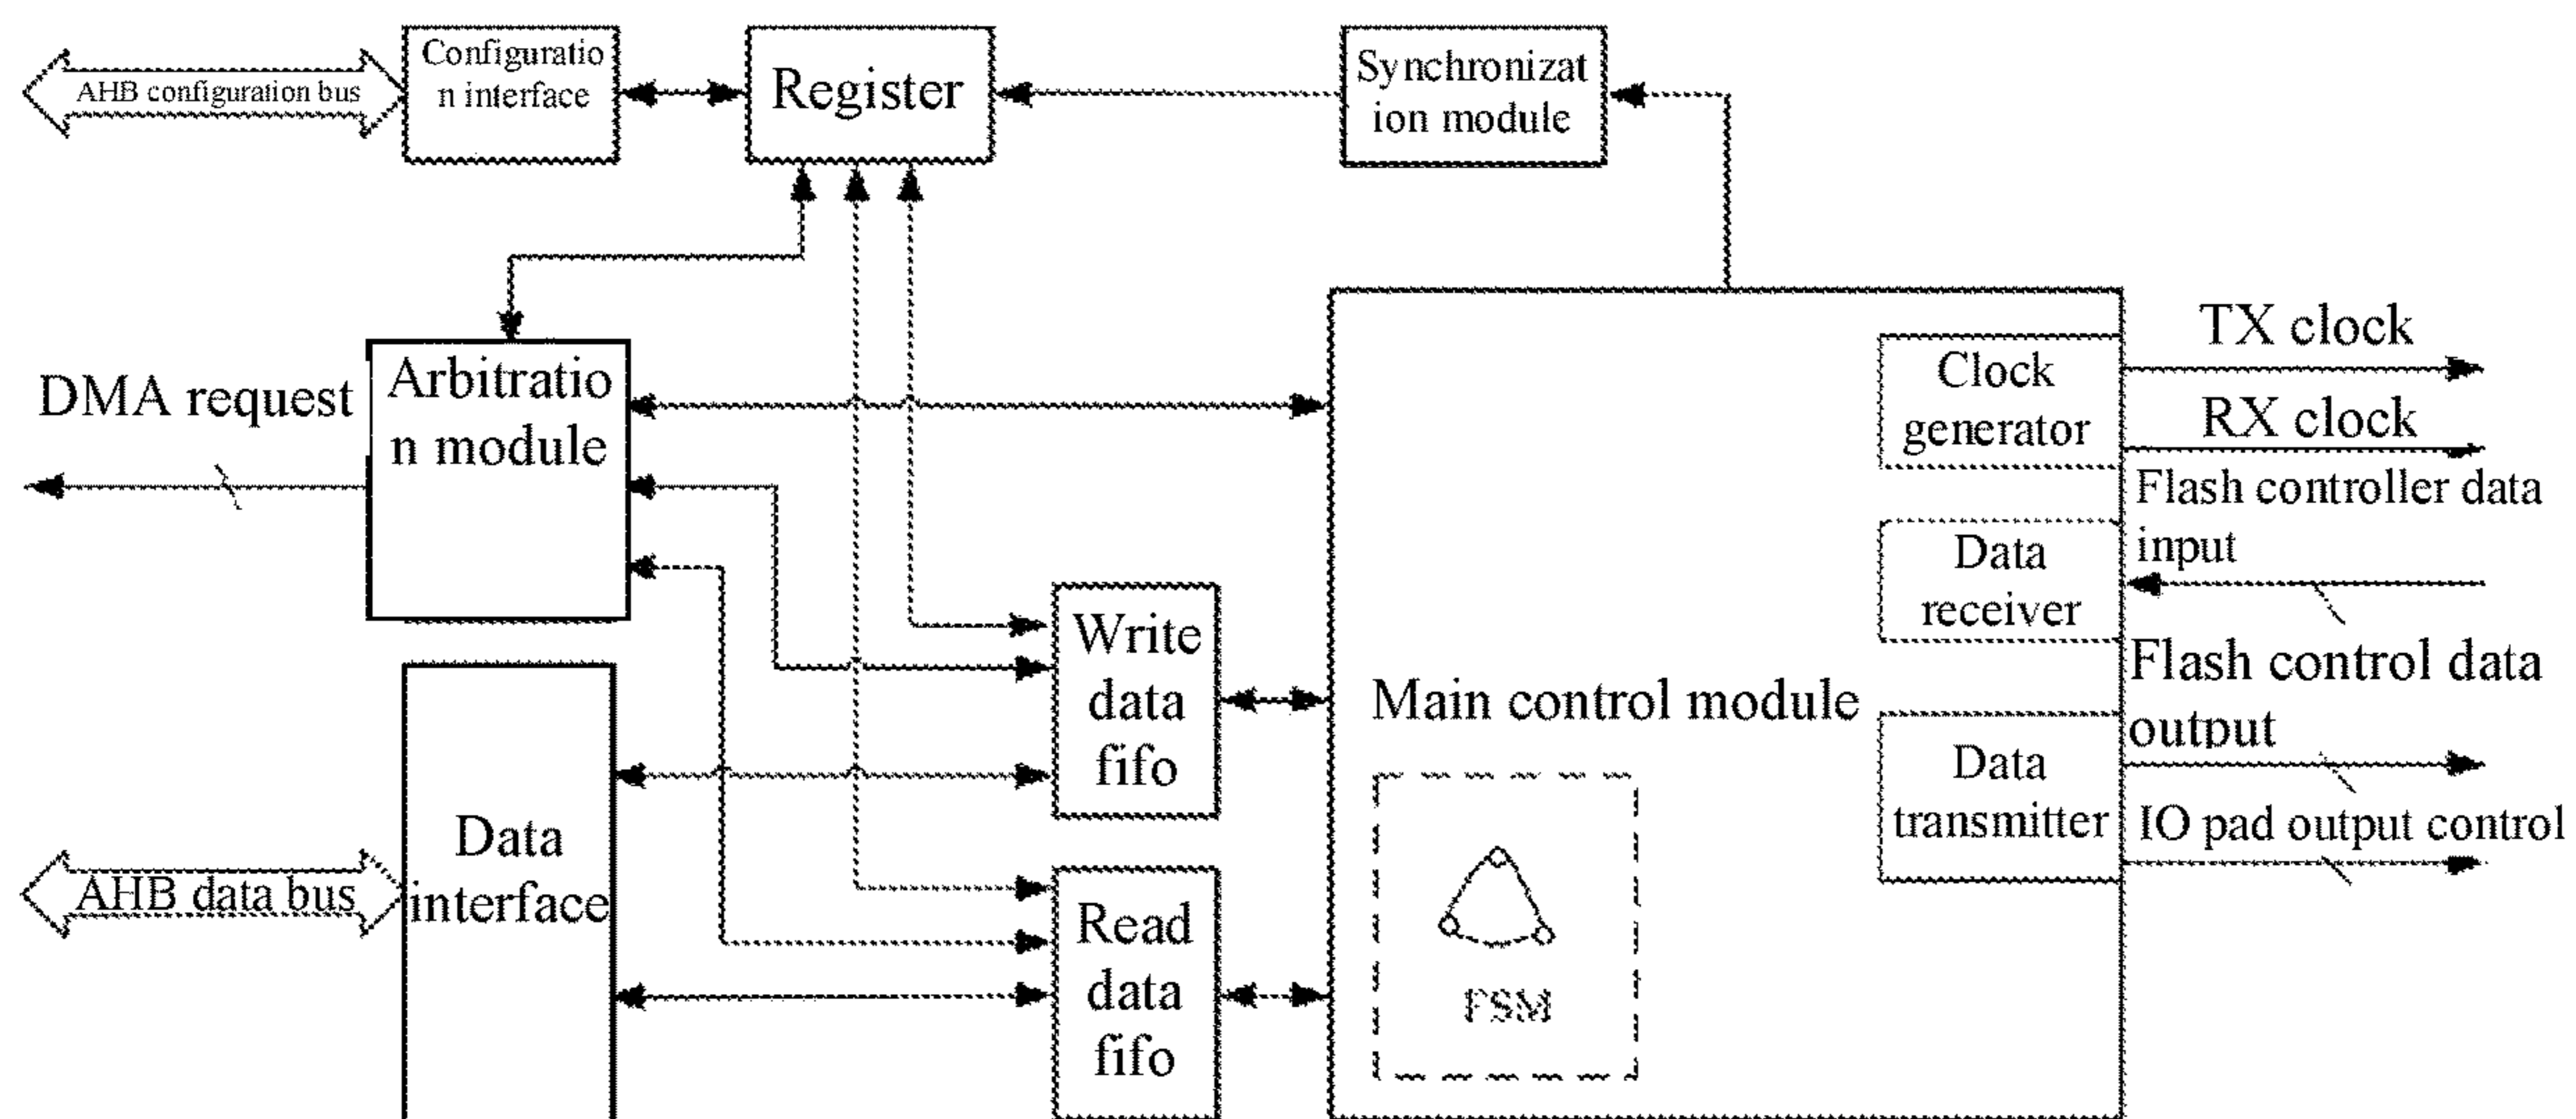 AHB configuration bus
Configuratio
n interface
Register
Synchronizat
ion module
DMA request
Arbitratio
n module
AHB data bus
Data
interface
Write
data
fifo
Read
data
fifo
Main control module
FSM
Clock
generator
Data
receiver
Data
transmitter
TX clock
RX clock
Flash controller data
input
Flash control data
output
IO pad output control